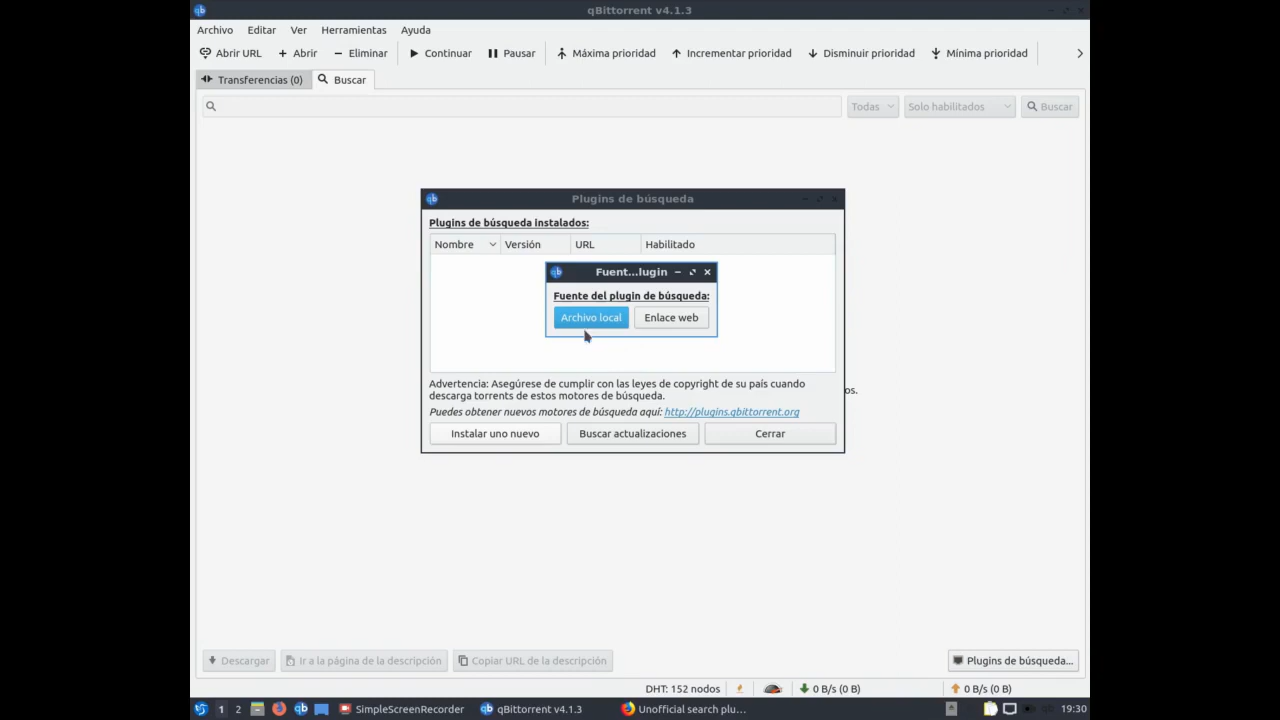 qBittorrent v4.1.3
Archivo Editar Ver Herramientas Ayuda
Abrir URL Abrir Eliminar Continuar Pausar Máxima prioridad Incrementar prioridad Disminuir prioridad Mínima prioridad
Transferencias (0) Buscar
Todas Solo habilitados Buscar
Plugins de búsqueda
Plugins de búsqueda instalados:
Nombre Versión URL Habilitado
Fuent...lugin
Fuente del plugin de búsqueda:
Archivo local Enlace web
Advertencia: Asegúrese de cumplir con las leyes de copyright de su país cuando
descarga torrents de estos motores de búsqueda.
os.
Puedes obtener nuevos motores de búsqueda aquí: http://plugins.qbittorrent.org
Instalar uno nuevo Buscar actualizaciones Cerrar
Descargar Ir a la página de la descripción Copiar URL de la descripción Plugins de búsqueda...
DHT: 152 nodos 0 B/s (0 B) 0 B/s (0 B)
1 2 SimpleScreenRecorder qBittorrent v4.1.3 Unofficial search plu... 19:30